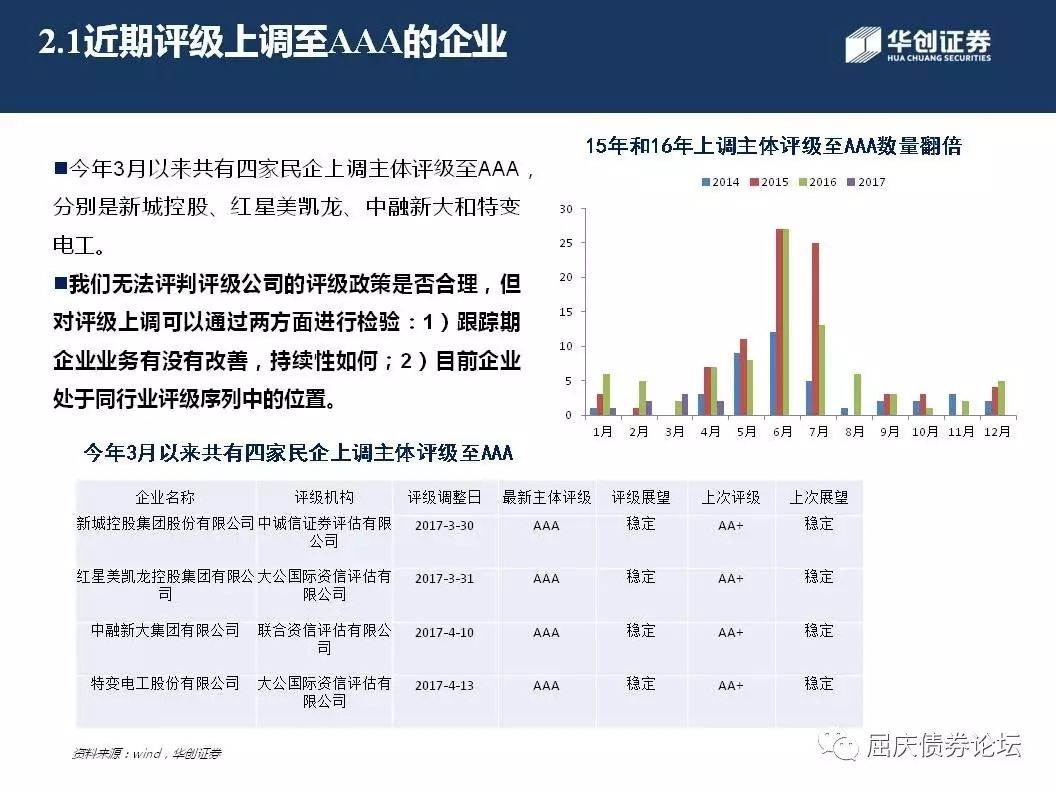 2.1近期评级上调至AAA的企业
华创证券
HUA CHUANG SECURITIES
■今年3月以来共有四家民企上调主体评级至AAA，
分别是新城控股、红星美凯龙、中融新大和特变
电工。
■我们无法评判评级公司的评级政策是否合理，但
对评级上调可以通过两方面进行检验：1）跟踪期
企业业务有没有改善，持续性如何；2）目前企业
处于同行业评级序列中的位置。
15年和16年上调主体评级至AAA数量翻倍
2014 2015 2016 2017
30
25
20
15
10
5
0
1月 2月 3月 4月 5月 6月 7月 8月 9月 10月 11月 12月
今年3月以来共有四家民企上调主体评级至AAA
企业名称 评级机构 评级调整日 最新主体评级 评级展望 上次评级 上次展望
新城控股集团股份有限公司 中诚信证券评估有限 2017-3-30 AAA 稳定 AA+ 稳定
公司
红星美凯龙控股集团有限公 大公国际资信评估有 2017-3-31 AAA 稳定 AA+ 稳定
司 限公司
中融新大集团有限公司 联合资信评估有限公 2017-4-10 AAA 稳定 AA+ 稳定
司
特变电工股份有限公司 大公国际资信评估有 2017-4-13 AAA 稳定 AA+ 稳定
限公司
资料来源：wind，华创证券
屈庆债券论坛